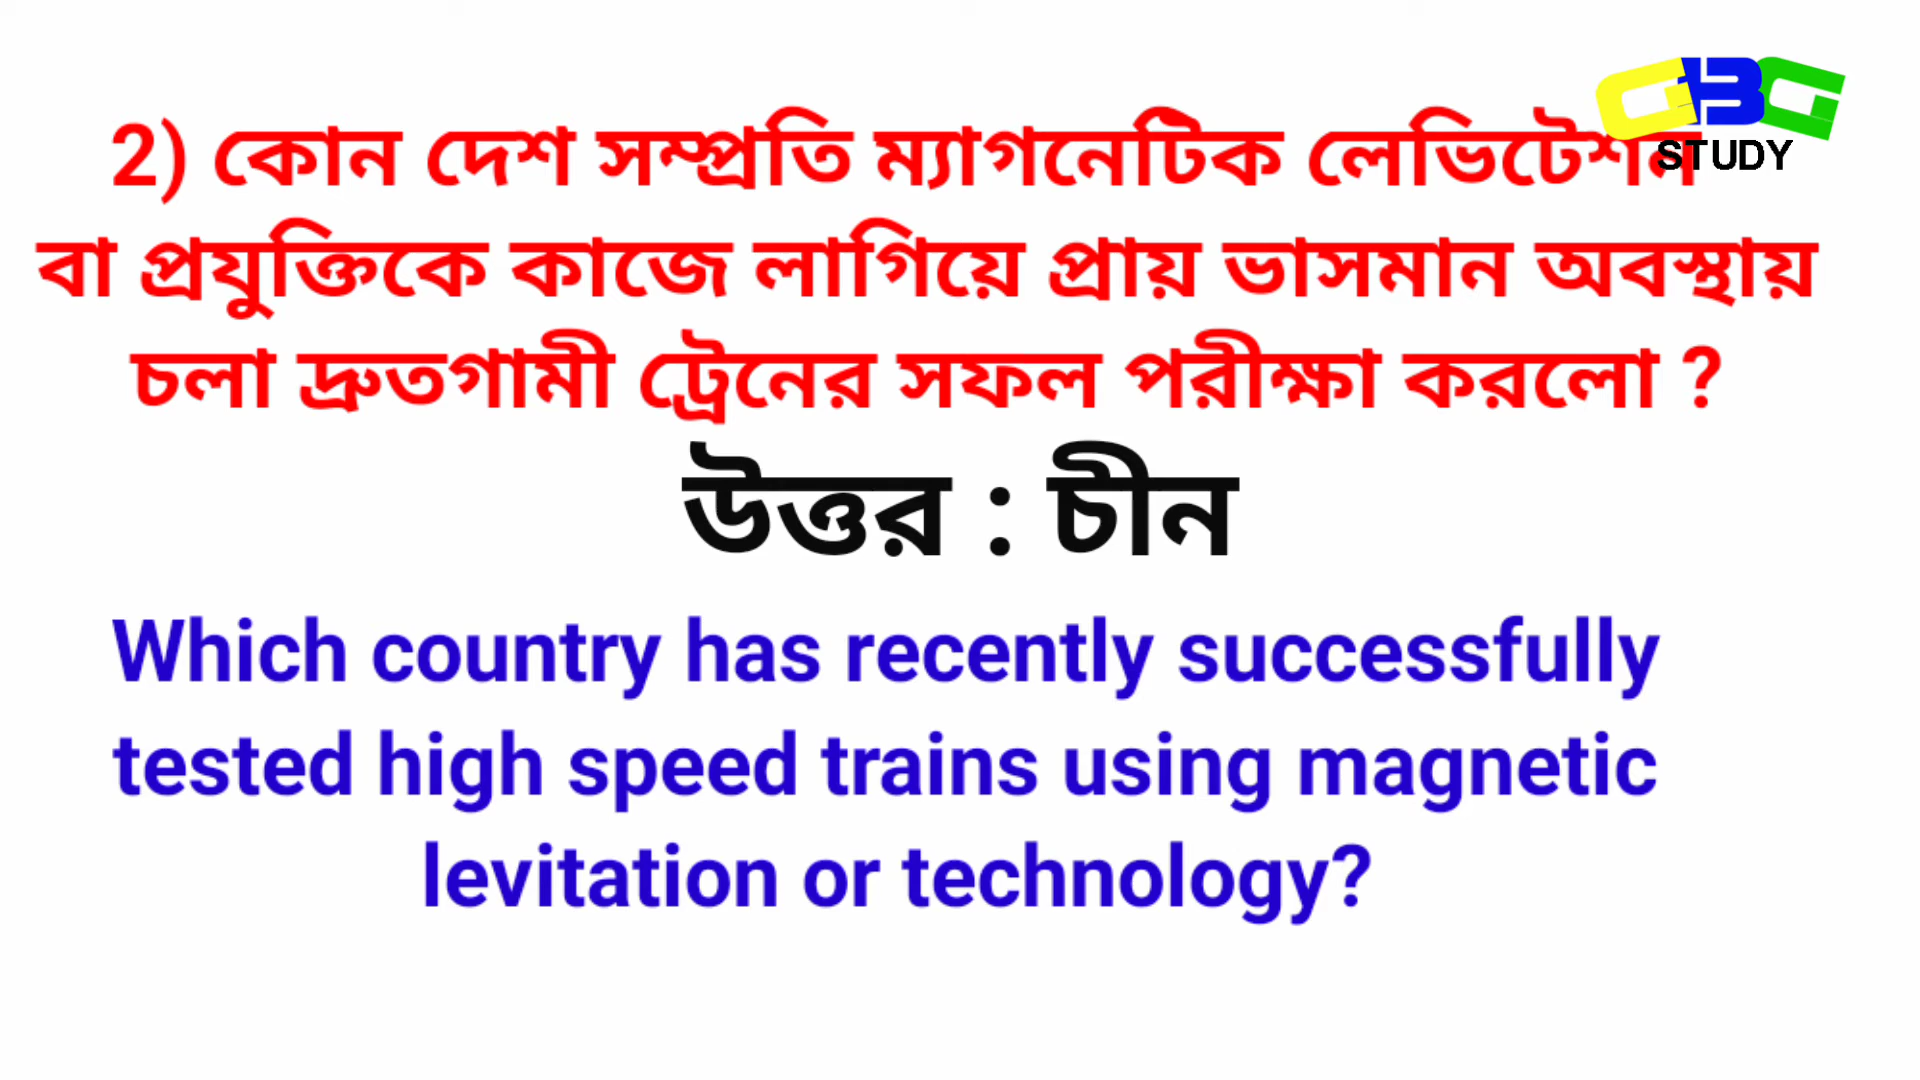 GBG
STUDY
2) কোন দেশ সম্প্রতি ম্যাগনেটিক লেভিটেশন
বা প্রযুক্তিকে কাজে লাগিয়ে প্রায় ভাসমান অবস্থায়
চলা দ্রুতগামী ট্রেনের সফল পরীক্ষা করলো ?
উত্তর : চীন
Which country has recently successfully
tested high speed trains using magnetic
levitation or technology?